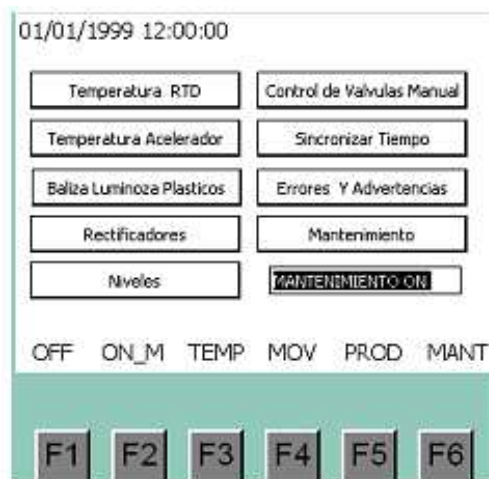 01/01/1999 12:00:00
Temperatura RTD
Control de Valvulas Manual
Temperatura Acelerador
Sincronizar Tiempo
Baliza Luminoza Plasticos
Errores Y Advertencias
Rectificadores
Mantenimiento
Niveles
MANTENIMIENTO ON
OFF ON_M TEMP MOV PROD MANT
F1 F2 F3 F4 F5 F6